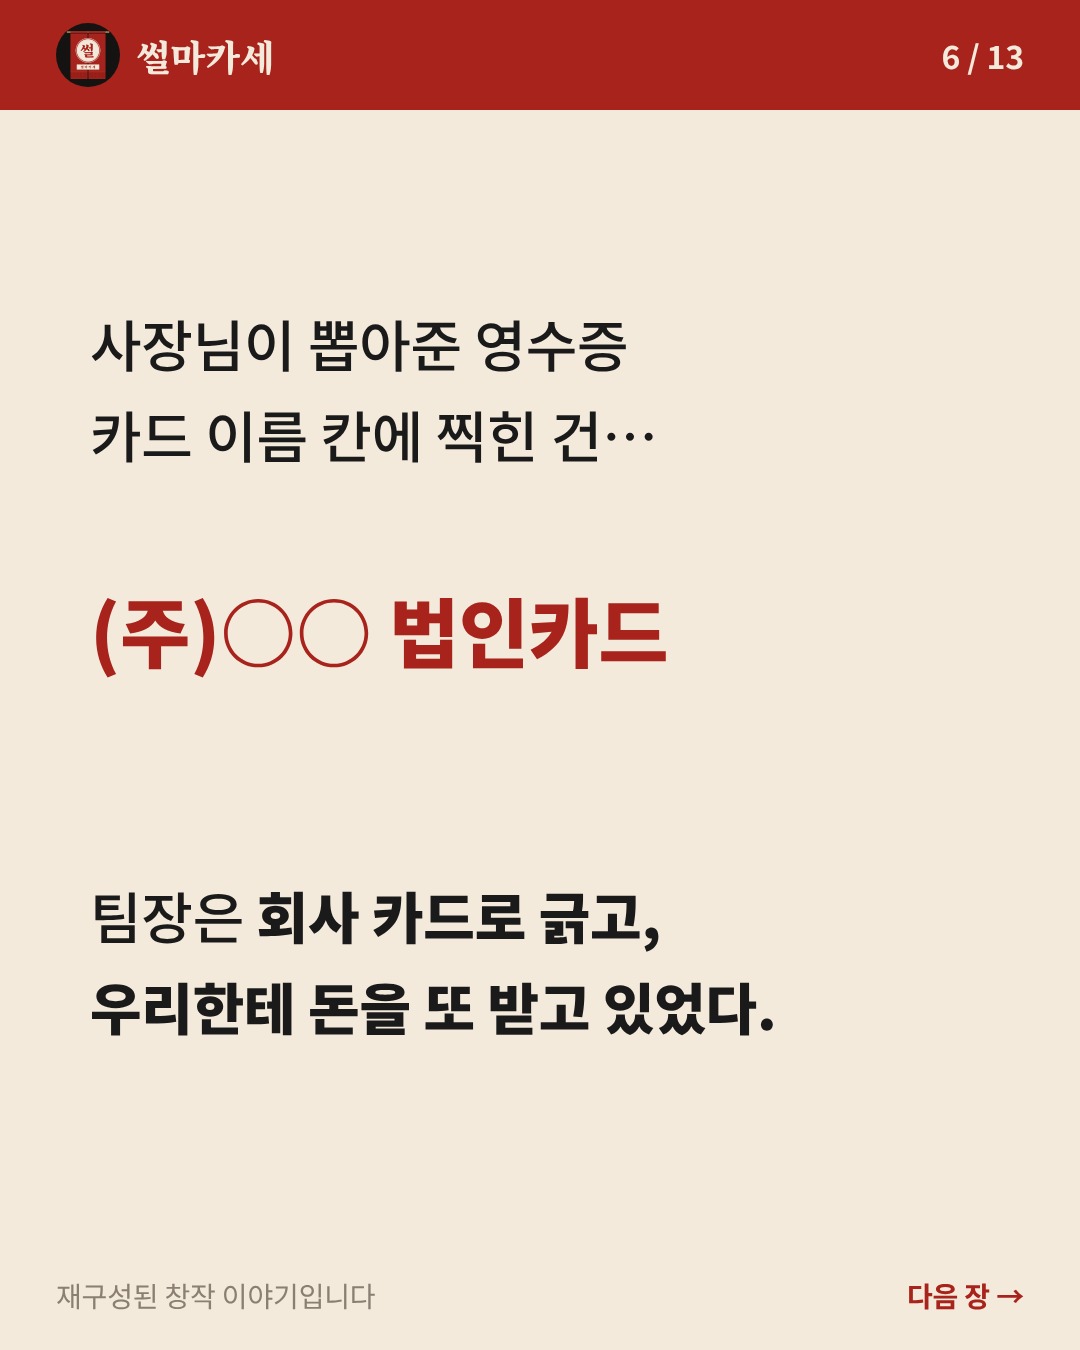 썰
썰마카세
6 / 13
사장님이 뽑아준 영수증
카드 이름 칸에 찍힌 건…
(주)○○ 법인카드
팀장은 회사 카드로 긁고,
우리한테 돈을 또 받고 있었다.
재구성된 창작 이야기입니다
다음 장 →